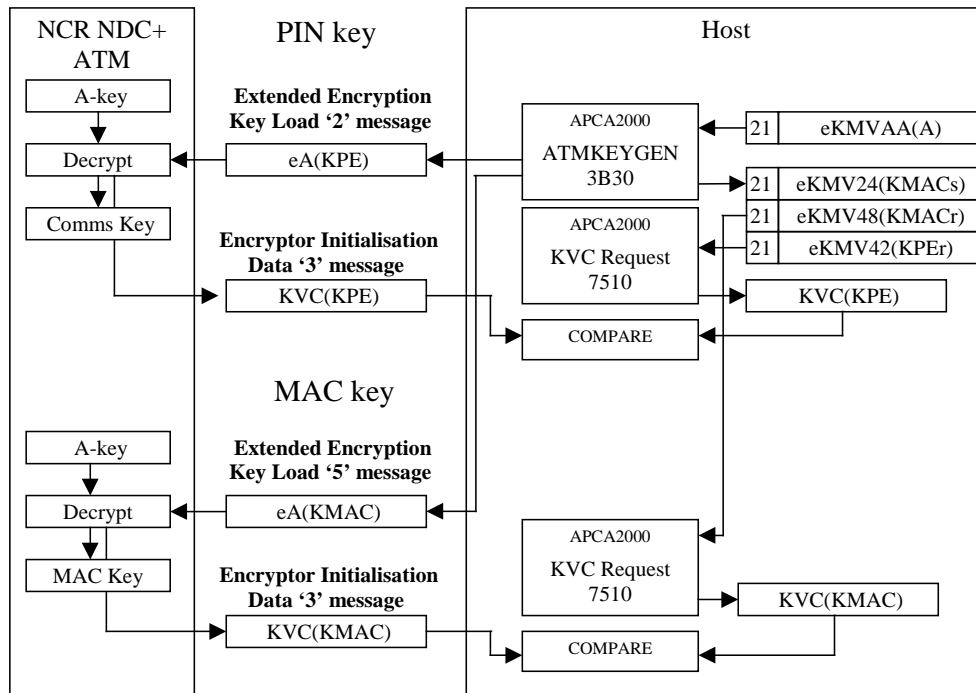 NCR NDC+
ATM
PIN key
Host
A-key
Extended Encryption
Key Load ‘2’ message
APCA2000
ATMKEYGEN
3B30
21 eKMVAA(A)
Decrypt
eA(KPE)
21 eKMV24(KMACs)
Comms Key
21 eKMV48(KMACr)
APCA2000
KVC Request
7510
21 eKMV42(KPEr)
Encryptor Initialisation
Data ‘3’ message
KVC(KPE)
KVC(KPE)
COMPARE
MAC key
A-key
Extended Encryption
Key Load ‘5’ message
Decrypt
eA(KMAC)
APCA2000
KVC Request
7510
MAC Key
Encryptor Initialisation
Data ‘3’ message
KVC(KMAC)
KVC(KMAC)
COMPARE